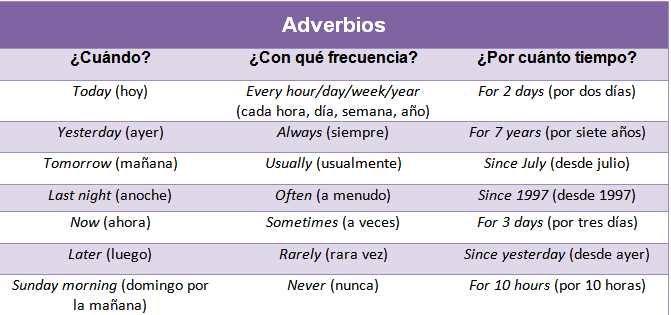 Adverbios
¿Cuándo? ¿Con qué frecuencia? ¿Por cuánto tiempo?
Today (hoy) Every hour/day/week/year For 2 days (por dos días)
(cada hora, día, semana, año)
Yesterday (ayer) Always (siempre) For 7 years (por siete años)
Tomorrow (mañana) Usually (usualmente) Since July (desde julio)
Last night (anoche) Often (a menudo) Since 1997 (desde 1997)
Now (ahora) Sometimes (a veces) For 3 days (por tres días)
Later (luego) Rarely (rara vez) Since yesterday (desde ayer)
Sunday morning (domingo por Never (nunca) For 10 hours (por 10 horas)
la mañana)